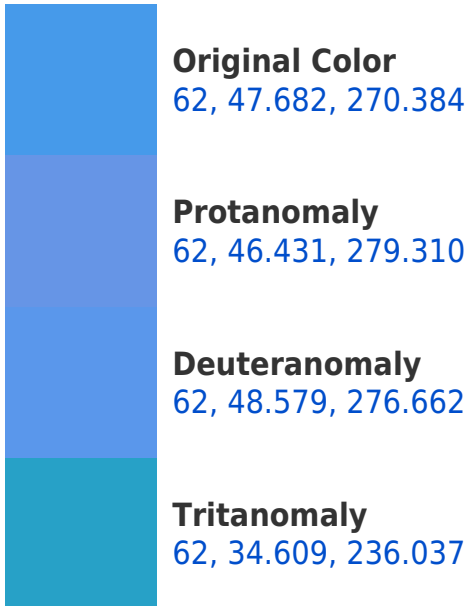 Original Color
62, 47.682, 270.384
Protanomaly
62, 46.431, 279.310
Deuteranomaly
62, 48.579, 276.662
Tritanomaly
62, 34.609, 236.037